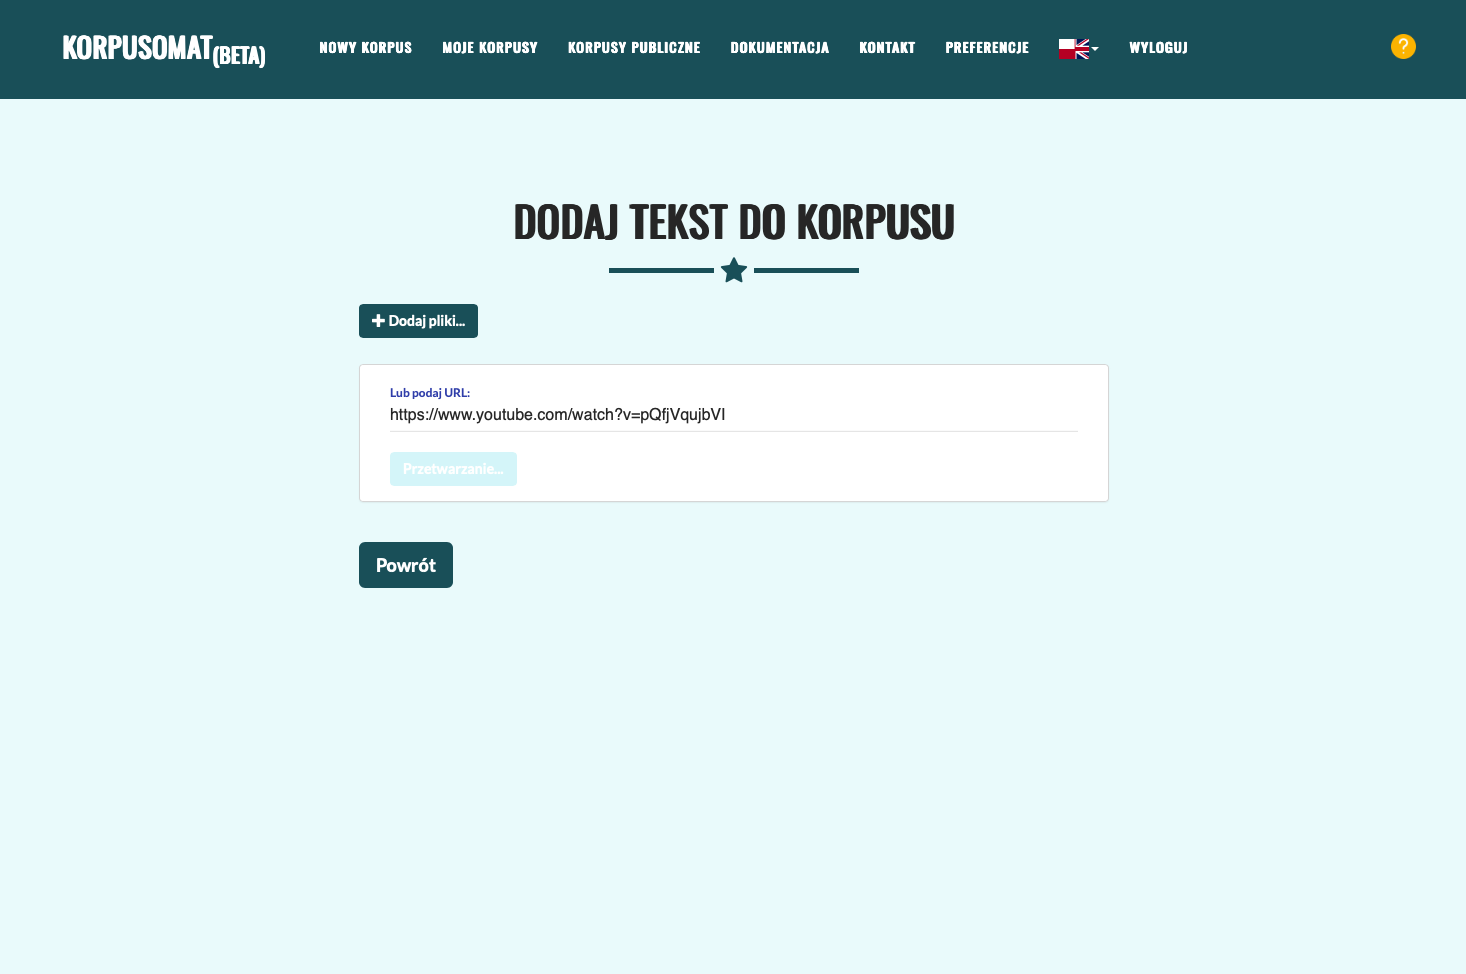 KORPUSOMAT(BETA)
NOWY KORPUS MOJE KORPUSY KORPUSY PUBLICZNE DOKUMENTACJA KONTAKT PREFERENCJE WYLOGUJ ?
DODAJ TEKST DO KORPUSU
Dodaj pliki...
Lub podaj URL:
https://www.youtube.com/watch?v=pQfjVqujbVI
Przetwarzanie...
Powrót